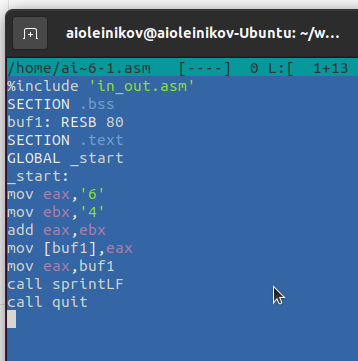 aioleinikov@aioleinikov-Ubuntu: ~/w...
/home/ai~6-1.asm   [----]  0 L:[  1+13
%include 'in_out.asm'
SECTION .bss
buf1: RESB 80
SECTION .text
GLOBAL _start
_start:
mov eax,'6'
mov ebx,'4'
add eax,ebx
mov [buf1],eax
mov eax,buf1
call sprintLF
call quit